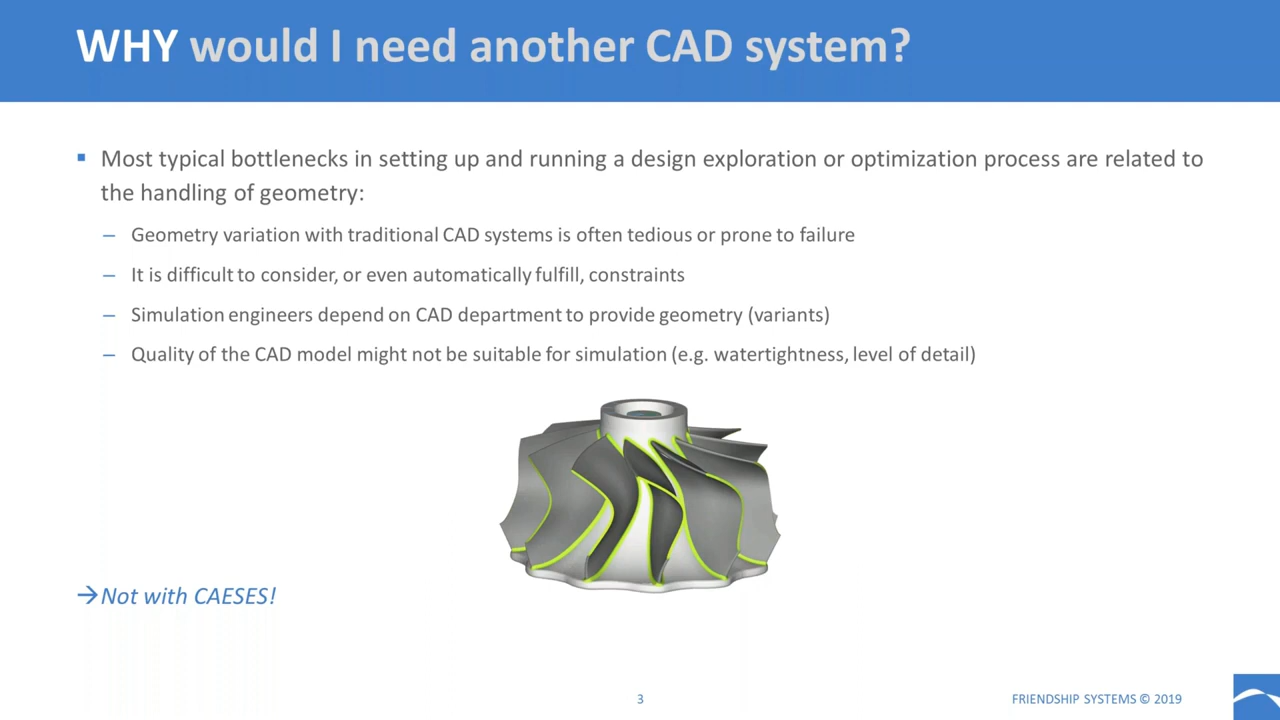 WHY would I need another CAD system?
▪ Most typical bottlenecks in setting up and running a design exploration or optimization process are related to
the handling of geometry:
– Geometry variation with traditional CAD systems is often tedious or prone to failure
– It is difficult to consider, or even automatically fulfill, constraints
– Simulation engineers depend on CAD department to provide geometry (variants)
– Quality of the CAD model might not be suitable for simulation (e.g. watertightness, level of detail)
→Not with CAESES!
3
FRIENDSHIP SYSTEMS © 2019